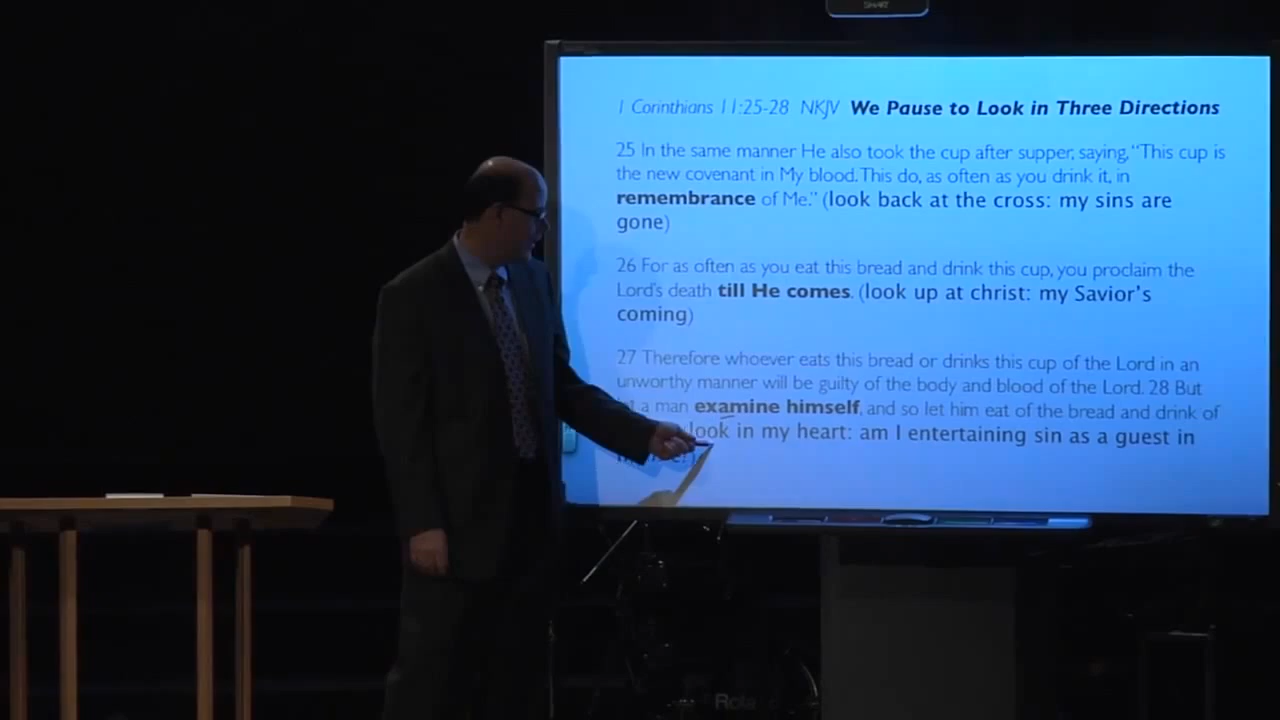 SMART
1 Corinthians 11:25-28 NKJV We Pause to Look in Three Directions
25 In the same manner He also took the cup after supper, saying, "This cup is
the new covenant in My blood. This do, as often as you drink it, in
remembrance of Me." (look back at the cross: my sins are
gone)
26 For as often as you eat this bread and drink this cup, you proclaim the
Lord's death till He comes. (look up at christ: my Savior's
coming)
27 Therefore whoever eats this bread or drinks this cup of the Lord in an
unworthy manner will be guilty of the body and blood of the Lord. 28 But
a man examine himself, and so let him eat of the bread and drink of
look in my heart: am I entertaining sin as a guest in
Rola